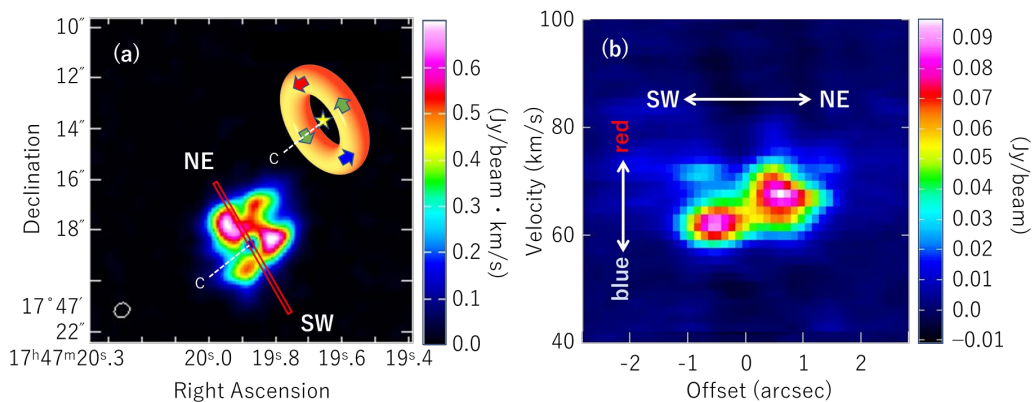 (a)
10″
12″
14″
16″
18″
17°47′
22″
Declination
17ʰ47ᵐ20ˢ.3
20ˢ.0
19ˢ.8
19ˢ.6
19ˢ.4
Right Ascension
NE
SW
C
C
0.6
0.5
0.4
0.3
0.2
0.1
0.0
(Jy/beam・km/s)
(b)
100
80
60
40
Velocity (km/s)
SW
NE
red
blue
-2
-1
0
1
2
Offset (arcsec)
0.09
0.08
0.07
0.06
0.05
0.04
0.03
0.02
0.01
0.0
−0.01
(Jy/beam)